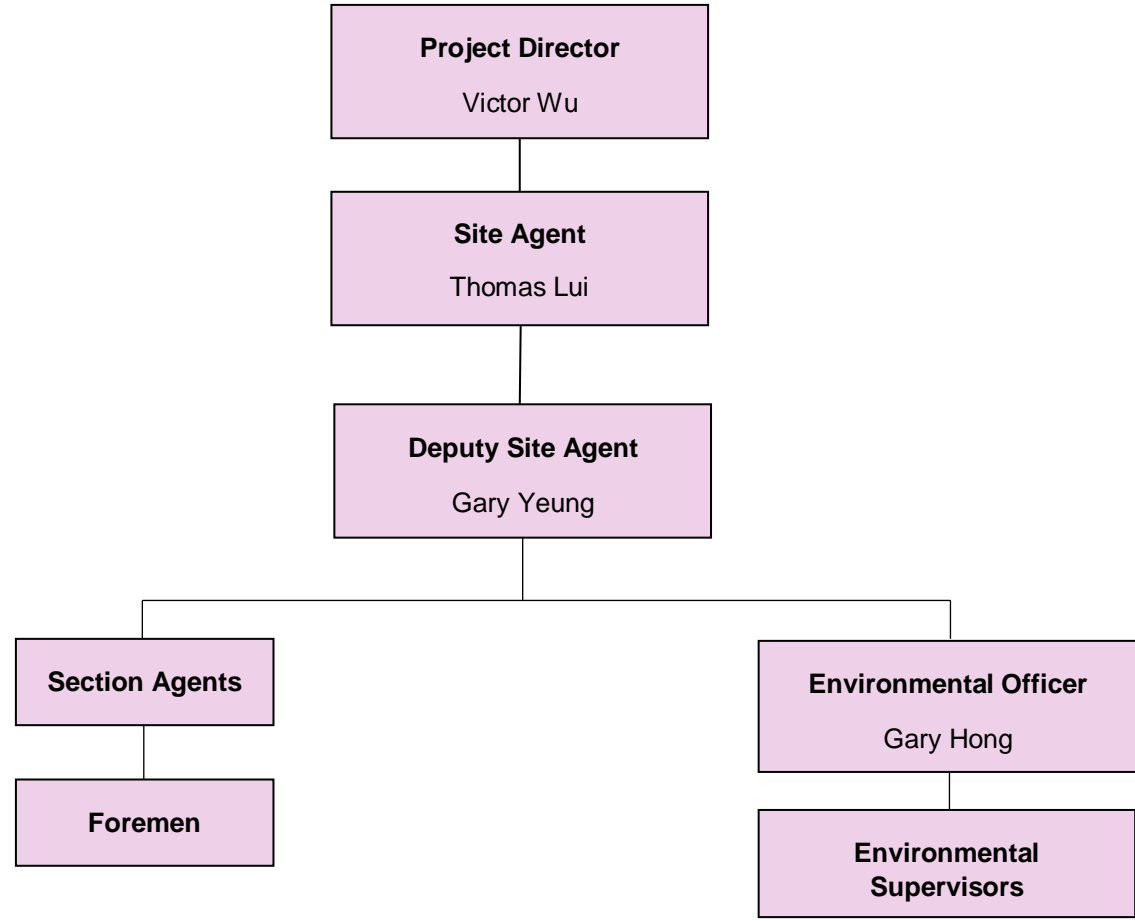 Project Director
Victor Wu
Site Agent
Thomas Lui
Deputy Site Agent
Gary Yeung
Section Agents
Foremen
Environmental Officer
Gary Hong
Environmental
Supervisors